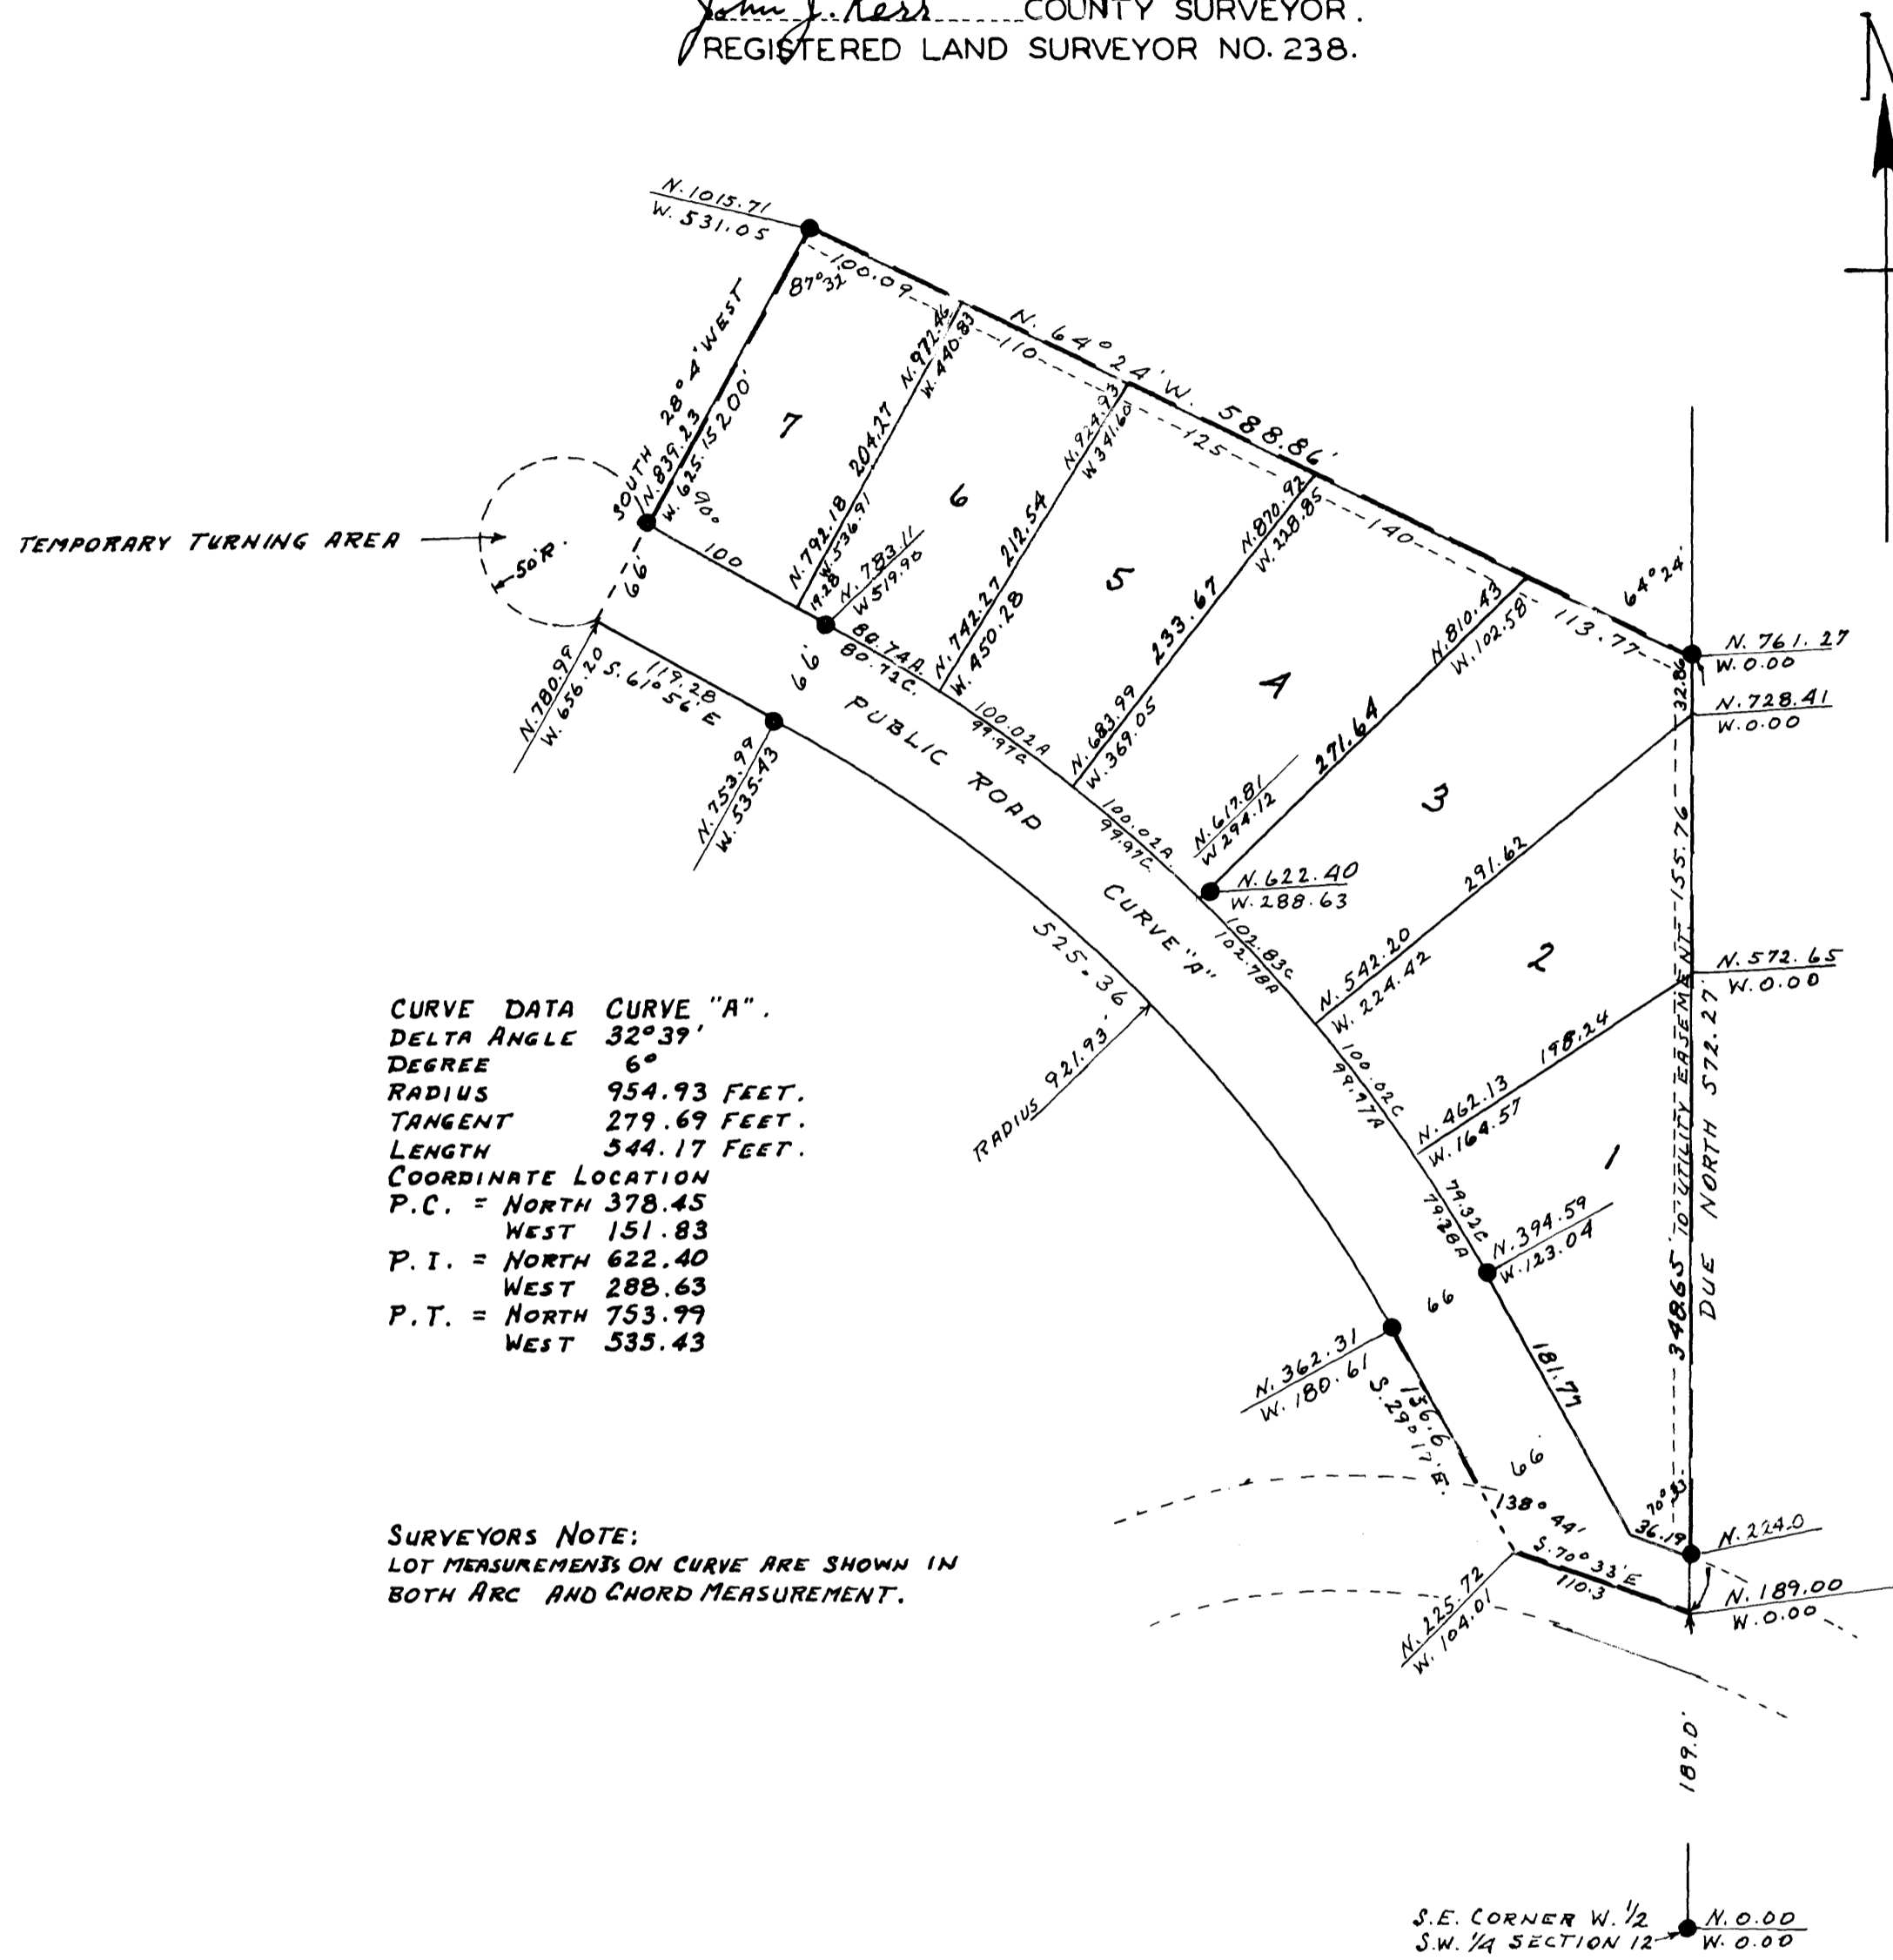 John J. Kerr COUNTY SURVEYOR.
REGISTERED LAND SURVEYOR NO. 238.
N
N. 1015.71
W. 531.05
100.09
87°32'
SOUTH 28°4' WEST
N. 839.23
W. 625.15
200'
90°
7
N. 972.46
W. 440.83
204.27
N. 792.18
W. 536.91
N. 64°24' W. 588.86'
110
6
N. 924.93
W. 341.60
212.54
N. 742.27
W. 450.28
125
5
N. 870.92
W. 228.85
233.67
N. 683.99
W. 369.05
140
4
N. 810.43
W. 102.58
271.64
N. 617.81
W 294.12
113.77
64°24'
N. 761.27
W. 0.00
32.86
N. 728.41
W. 0.00
TEMPORARY TURNING AREA
50'R.
66'
100
19.28
N. 783.11
W 519.90
80.74A.
80.72C.
66'
N. 780.99
W. 656.20
119.28
S. 61°56' E
N. 753.99
W. 535.43
PUBLIC ROAD
100.02A
99.97C
100.02A.
99.97C.
CURVE "A"
N. 622.40
W. 288.63
3
102.83C
102.78A
291.62
N. 542.20
W. 224.42
2
155.76
N. 572.65
W. 0.00
525.36
RADIUS 921.93'
100.02C
99.97A
198.24
N. 462.13
W. 164.57
1
79.32C
79.28A
N. 394.59
W. 123.04
348.65'
10' UTILITY EASEMENT
DUE NORTH 572.27'
CURVE DATA CURVE "A".
DELTA ANGLE 32°39'
DEGREE 6°
RADIUS 954.93 FEET.
TANGENT 279.69 FEET.
LENGTH 544.17 FEET.
COORDINATE LOCATION
P.C. = NORTH 378.45
WEST 151.83
P.I. = NORTH 622.40
WEST 288.63
P.T. = NORTH 753.99
WEST 535.43
66
N. 362.31
W. 180.61
136.6
S. 29°17' E.
181.77
66'
138°44'
70°
36.19
N. 224.0
S. 70°33' E
110.3
N. 189.00
W. 0.00
N. 225.72
W. 104.01
SURVEYORS NOTE:
LOT MEASUREMENTS ON CURVE ARE SHOWN IN
BOTH ARC AND CHORD MEASUREMENT.
189.0'
S.E. CORNER W. 1/2
S.W. 1/4 SECTION 12
N. 0.00
W. 0.00